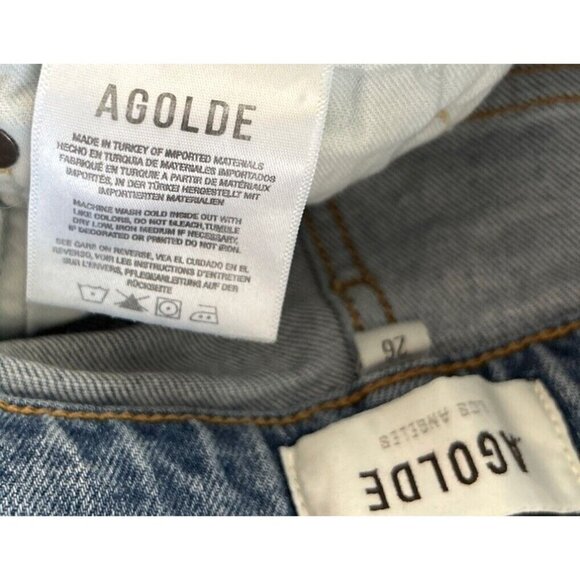 AGOLDE
MADE IN TURKEY OF IMPORTED MATERIALS
HECHO EN TURQUIA DE MATERIALES IMPORTADOS
FABRIQUÉ EN TURQUIE A PARTIR DE MATÉRIAUX
IMPORTÉS, IN DER TÜRKEI HERGESTELLT MIT
IMPORTIERTEN MATERIALIEN
MACHINE WASH COLD INSIDE OUT WITH
LIKE COLORS, DO NOT BLEACH, TUMBLE
DRY LOW, IRON MEDIUM IF NECESSARY,
IF DECORATED OR PRINTED DO NOT IRON.
SEE CARE ON REVERSE, VEA EL CUIDADO EN EL
REVERSO, VOIR LES INSTRUCTIONS D'ENTRETIEN
SUR L'ENVERS, PFLEGEANLEITUNG AUF DER
RÜCKSEITE
26
AGOLDE
LOS ANGELES